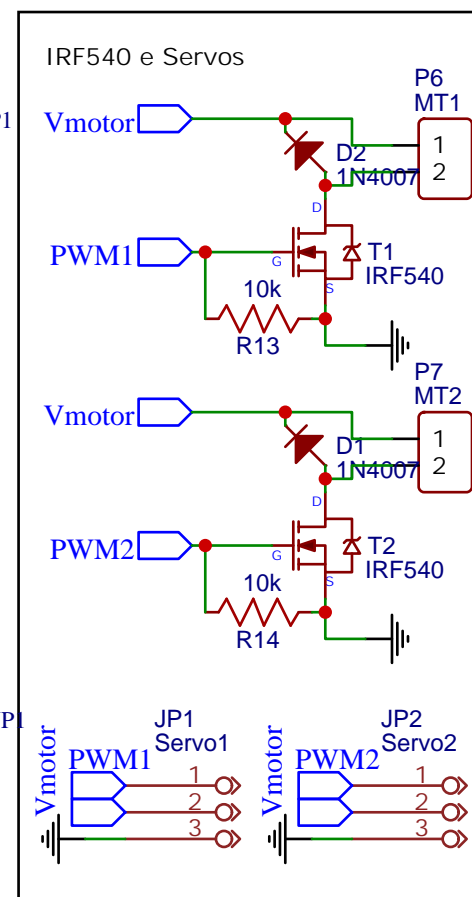 IRF540 e Servos
P6
MT1
P1
Vmotor
1
2
D2
1N4007
D
PWM1
G
T1
IRF540
S
10k
R13
P7
MT2
Vmotor
1
2
D1
1N4007
D
PWM2
G
T2
IRF540
S
10k
R14
JP1
JP1
Servo1
Vmotor
PWM1
1
2
3
JP2
Servo2
Vmotor
PWM2
1
2
3